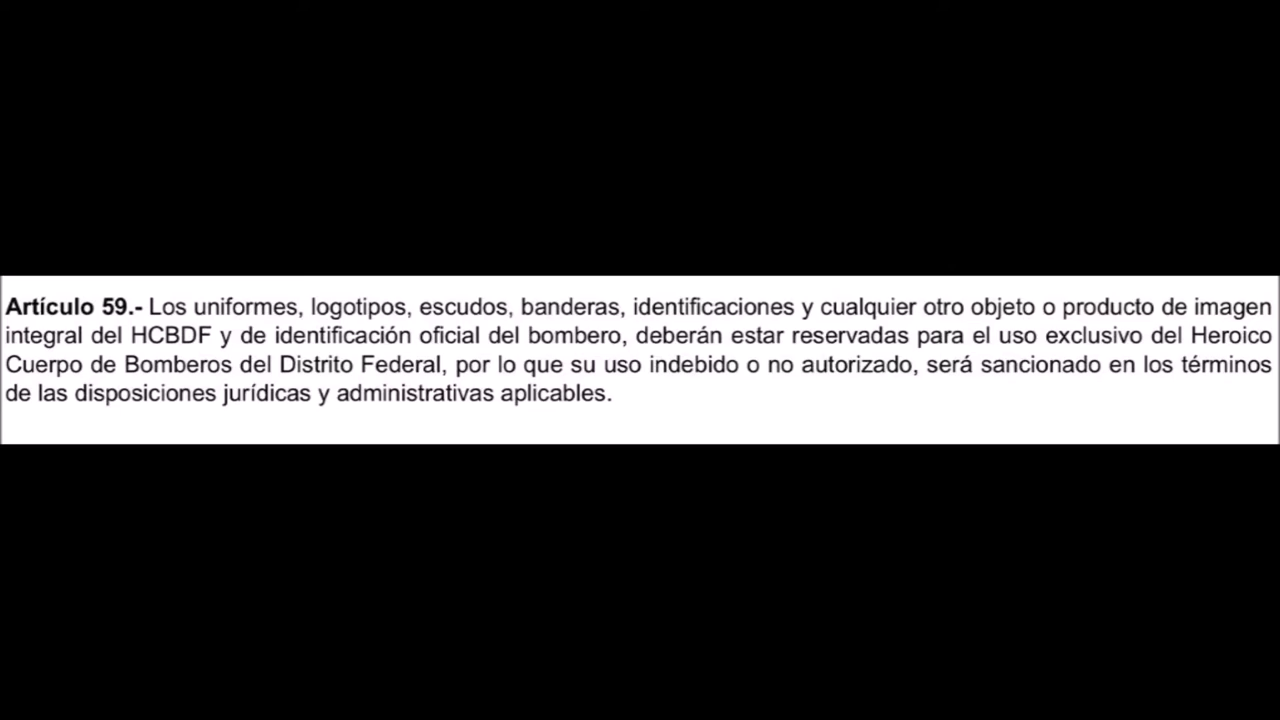 Artículo 59.- Los uniformes, logotipos, escudos, banderas, identificaciones y cualquier otro objeto o producto de imagen
integral del HCBDF y de identificación oficial del bombero, deberán estar reservadas para el uso exclusivo del Heroico
Cuerpo de Bomberos del Distrito Federal, por lo que su uso indebido o no autorizado, será sancionado en los términos
de las disposiciones jurídicas y administrativas aplicables.